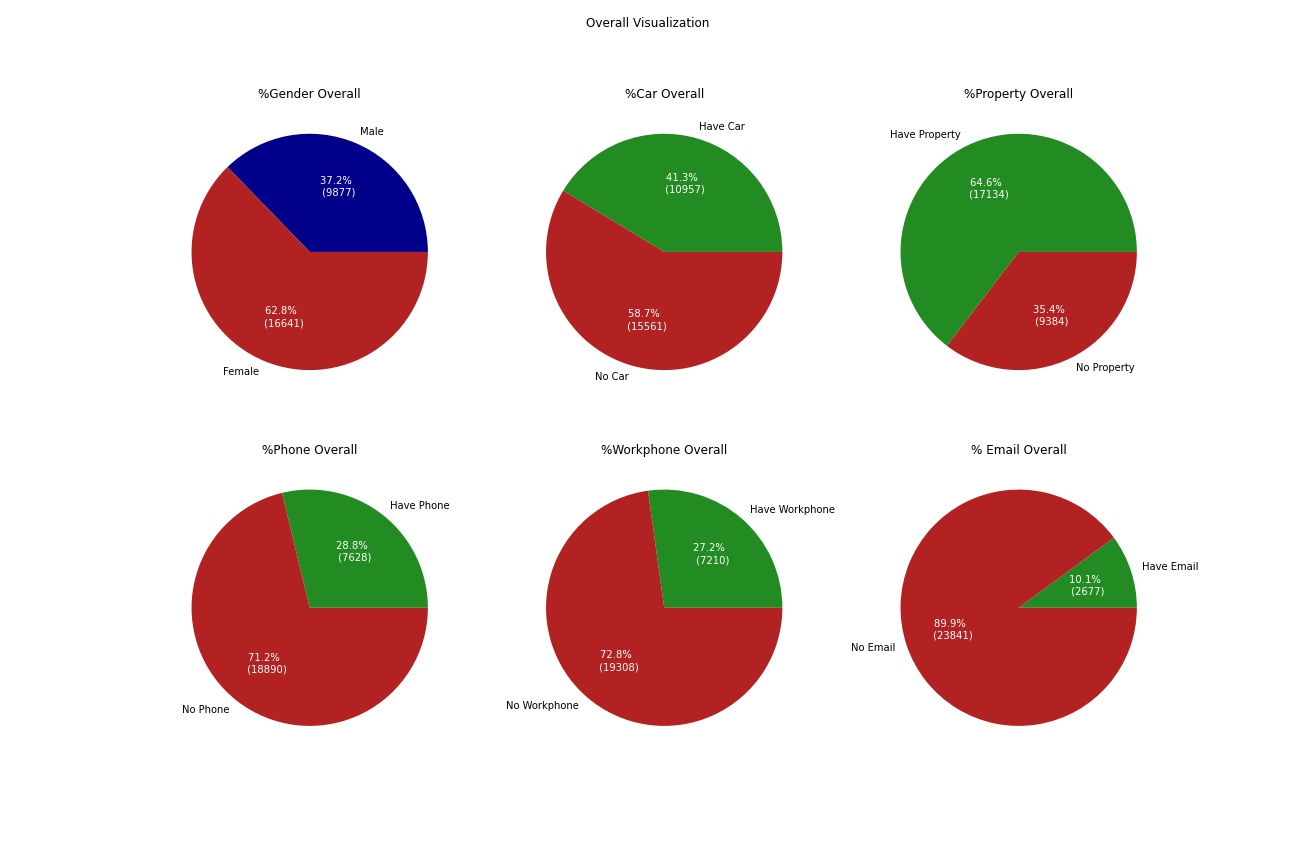 Overall Visualization
%Gender Overall
Male
37.2%
(9877)
62.8%
(16641)
Female
%Car Overall
Have Car
41.3%
(10957)
58.7%
(15561)
No Car
%Property Overall
Have Property
64.6%
(17134)
35.4%
(9384)
No Property
%Phone Overall
Have Phone
28.8%
(7628)
71.2%
(18890)
No Phone
%Workphone Overall
Have Workphone
27.2%
(7210)
72.8%
(19308)
No Workphone
% Email Overall
Have Email
10.1%
(2677)
89.9%
(23841)
No Email